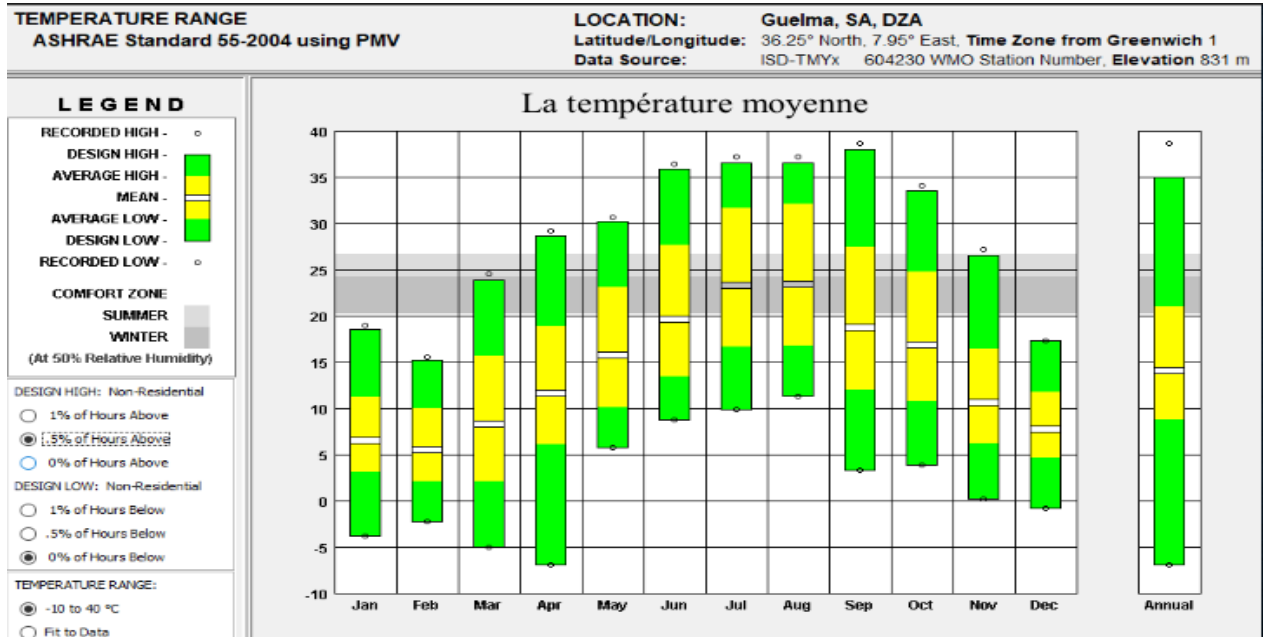 TEMPERATURE RANGE
ASHRAE Standard 55-2004 using PMV
LOCATION: Guelma, SA, DZA
Latitude/Longitude: 36.25° North, 7.95° East, Time Zone from Greenwich 1
Data Source: ISD-TMYx 604230 WMO Station Number, Elevation 831 m
LEGEND
RECORDED HIGH -
DESIGN HIGH -
AVERAGE HIGH -
MEAN -
AVERAGE LOW -
DESIGN LOW -
RECORDED LOW -
COMFORT ZONE
SUMMER
WINTER
(At 50% Relative Humidity)
DESIGN HIGH: Non-Residential
1% of Hours Above
.5% of Hours Above
0% of Hours Above
DESIGN LOW: Non-Residential
1% of Hours Below
.5% of Hours Below
0% of Hours Below
TEMPERATURE RANGE:
-10 to 40 °C
Fit to Data
La température moyenne
40
35
30
25
20
15
10
5
0
-5
-10
Jan Feb Mar Apr May Jun Jul Aug Sep Oct Nov Dec Annual